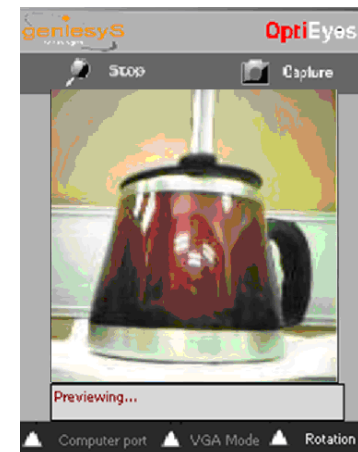 geniesyS
OptiEyes
Stop
Capture
Previewing...
Computer port
VGA Mode
Rotation